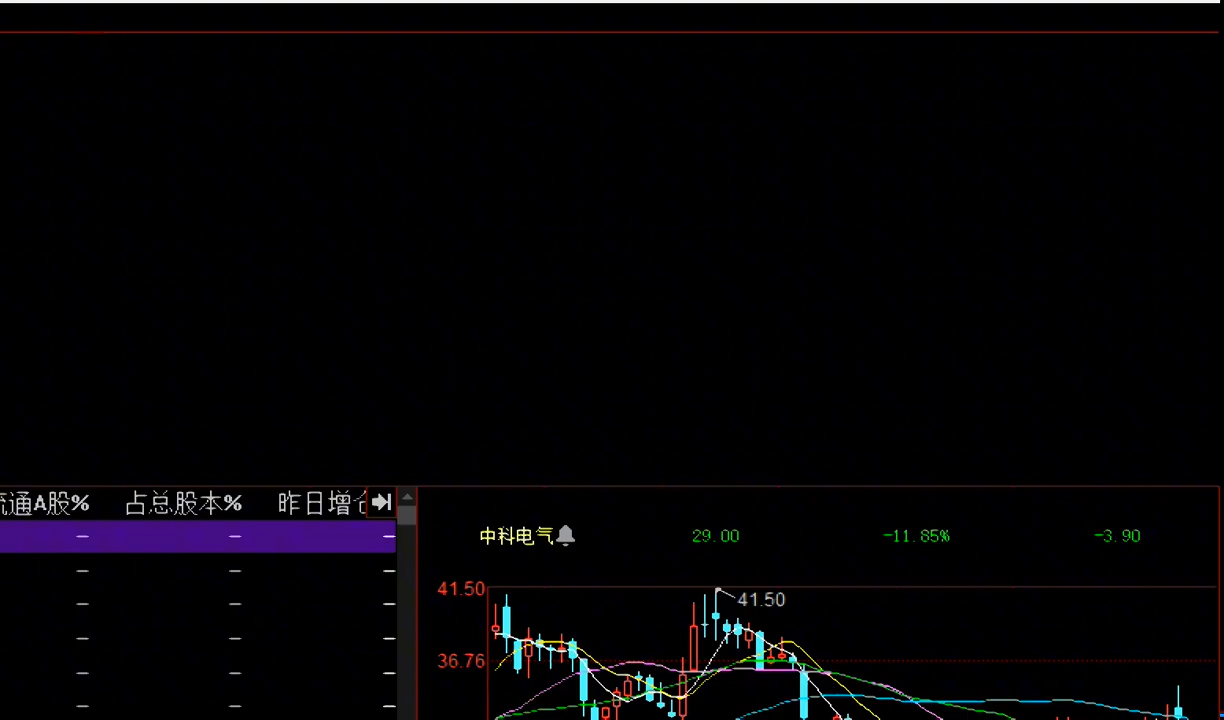 通A股% 占总股本% 昨日增
— — —
中科电气 29.00 -11.85% -3.90
— — —
41.50
41.50
— — —
— — —
36.76
— — —
— — —